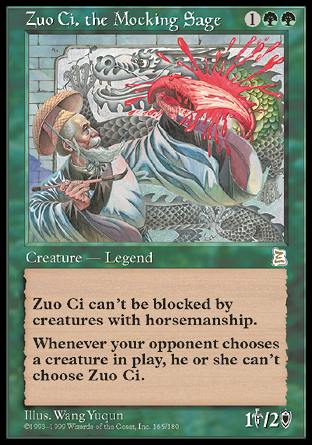 Zuo Ci, the Mocking Sage 1
Creature — Legend
Zuo Ci can't be blocked by
creatures with horsemanship.
Whenever your opponent chooses
a creature in play, he or she can't
choose Zuo Ci.
Illus. Wang Yuqun
©1993-1999 Wizards of the Coast, Inc. 165/180
1/2